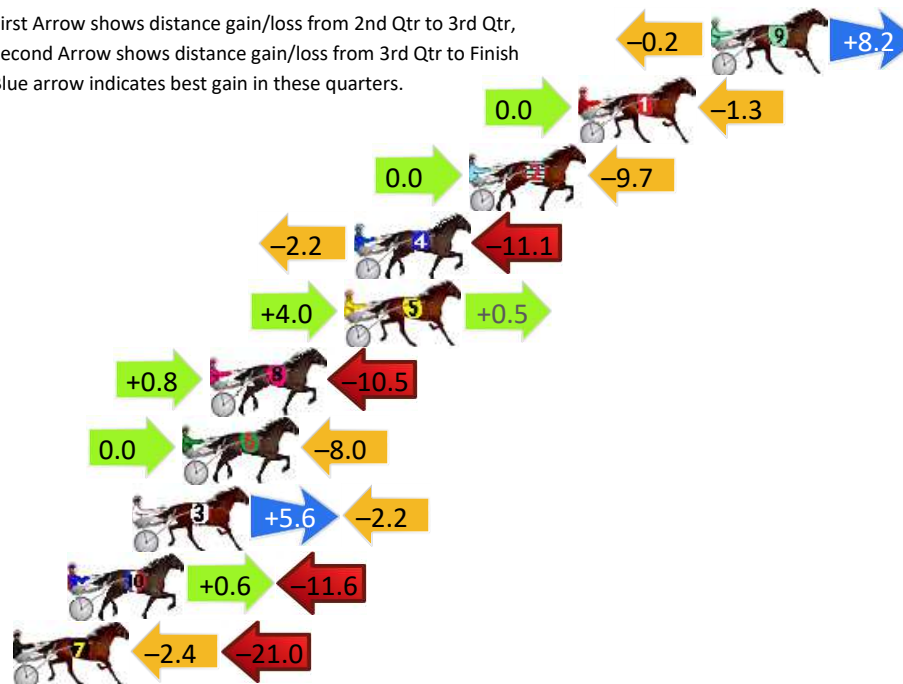 irst Arrow shows distance gain/loss from 2nd Qtr to 3rd Qtr,
econd Arrow shows distance gain/loss from 3rd Qtr to Finish
Blue arrow indicates best gain in these quarters.
–0.2 9 +8.2
0.0 1 –1.3
0.0 2 –9.7
–2.2 4 –11.1
+4.0 5 +0.5
+0.8 8 –10.5
0.0 6 –8.0
3 +5.6 –2.2
10 +0.6 –11.6
7 –2.4 –21.0